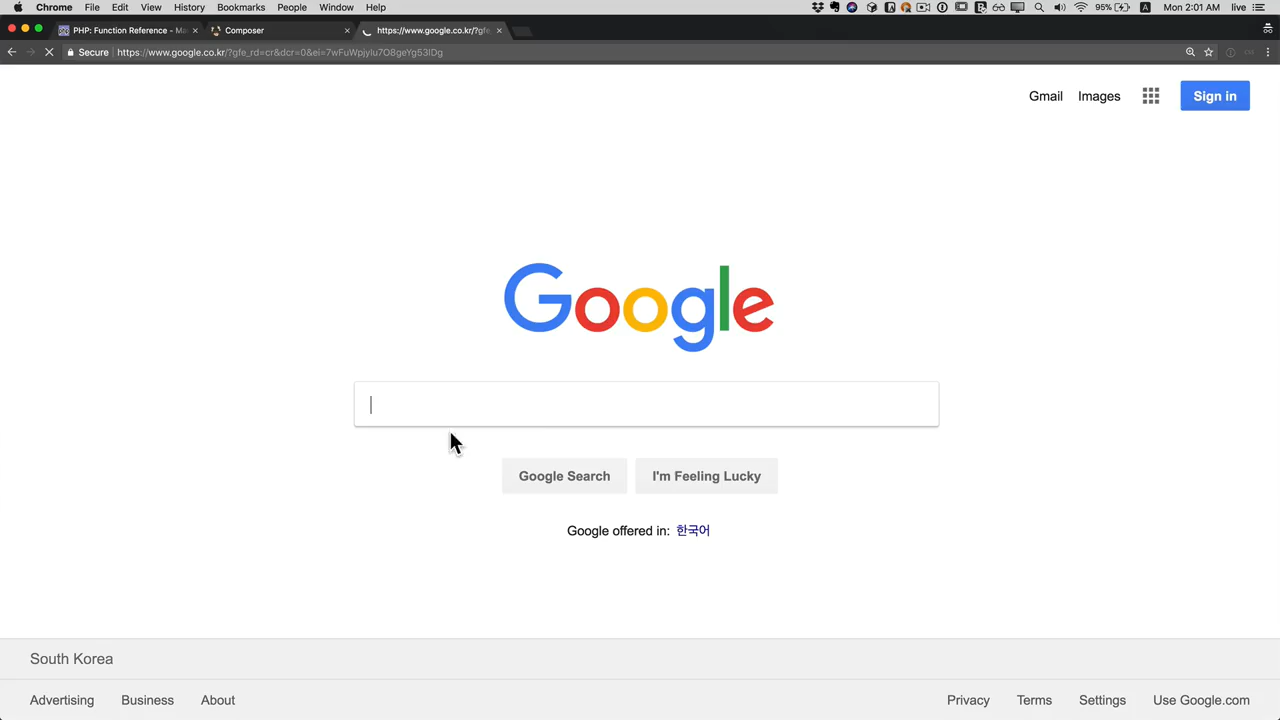 Chrome File Edit View History Bookmarks People Window Help 95% Mon 2:01 AM live
PHP: Function Reference - Ma
Composer
https://www.google.co.kr/?gfe_
Secure https://www.google.co.kr/?gfe_rd=cr&dcr=0&ei=7wFuWpjyIu7O8geYg53IDg
Gmail Images Sign in
Google
Google Search I'm Feeling Lucky
Google offered in: 한국어
South Korea
Advertising Business About Privacy Terms Settings Use Google.com